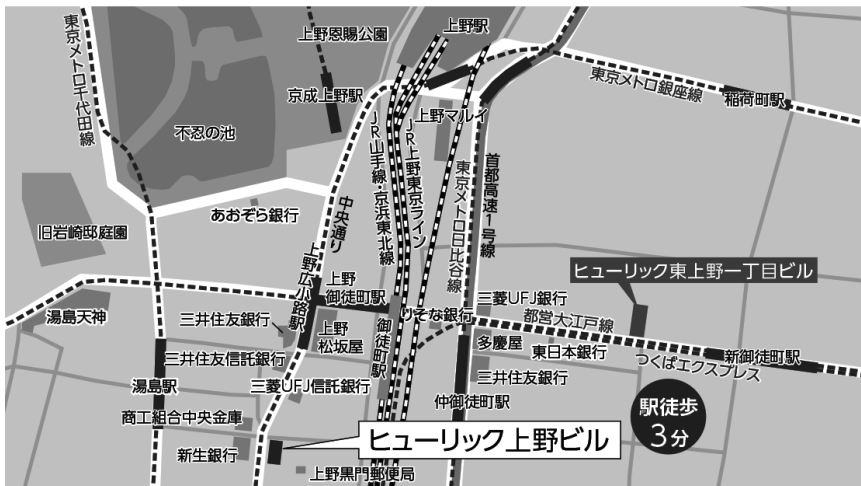 上野駅
上野恩賜公園
東京メトロ千代田線
東京メトロ銀座線
稲荷町駅
京成上野駅
上野マルイ
不忍の池
JR山手線・京浜東北線
JR上野東京ライン
東京メトロ日比谷線
首都高速1号線
中央通り
あおぞら銀行
旧岩崎邸庭園
上野広小路駅
上野
御徒町駅
ヒューリック東上野一丁目ビル
湯島天神
三井住友銀行
上野
松坂屋
御徒町駅
りそな銀行
三菱UFJ銀行
都営大江戸線
多慶屋
東日本銀行
つくばエクスプレス
新御徒町駅
三井住友信託銀行
湯島駅
三菱UFJ信託銀行
三井住友銀行
仲御徒町駅
駅徒歩
3分
商工組合中央金庫
新生銀行
ヒューリック上野ビル
上野黒門郵便局